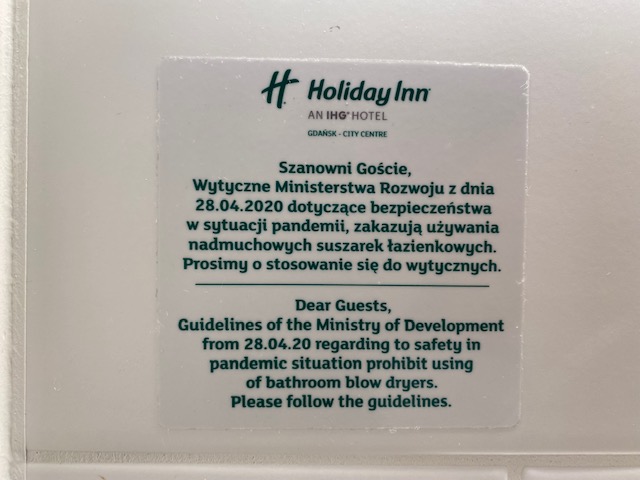 Holiday Inn
AN IHG® HOTEL
GDAŃSK - CITY CENTRE
Szanowni Goście,
Wytyczne Ministerstwa Rozwoju z dnia
28.04.2020 dotyczące bezpieczeństwa
w sytuacji pandemii, zakazują używania
nadmuchowych suszarek łazienkowych.
Prosimy o stosowanie się do wytycznych.
Dear Guests,
Guidelines of the Ministry of Development
from 28.04.20 regarding to safety in
pandemic situation prohibit using
of bathroom blow dryers.
Please follow the guidelines.